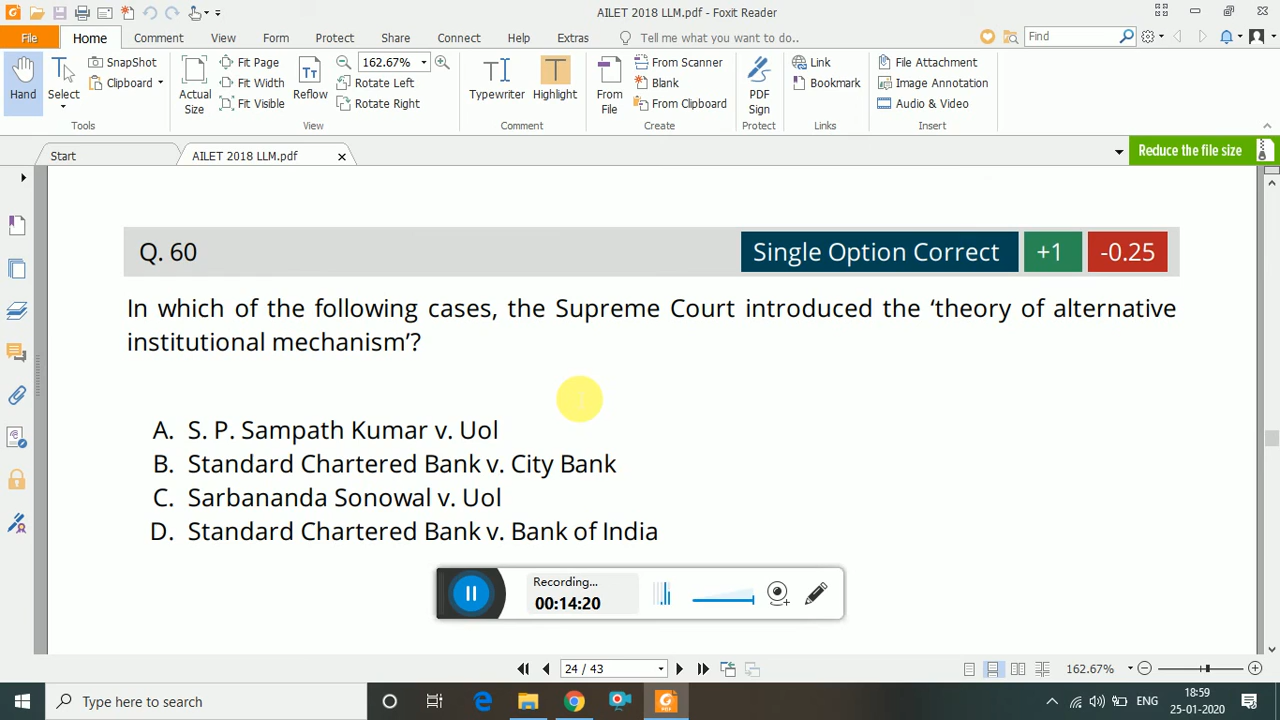 AILET 2018 LLM.pdf - Foxit Reader
File Home Comment View Form Protect Share Connect Help Extras Tell me what you want to do.. Find
Hand
Select
SnapShot
Clipboard
Tools
Actual Size
Fit Page
Fit Width
Fit Visible
Reflow
162.67%
Rotate Left
Rotate Right
View
Typewriter
Highlight
Comment
From File
From Scanner
Blank
From Clipboard
Create
PDF Sign
Protect
Link
Bookmark
Links
File Attachment
Image Annotation
Audio & Video
Insert
Start AILET 2018 LLM.pdf
Reduce the file size
Q. 60 Single Option Correct +1 -0.25
In which of the following cases, the Supreme Court introduced the ‘theory of alternative
institutional mechanism’?
A. S. P. Sampath Kumar v. UoI
B. Standard Chartered Bank v. City Bank
C. Sarbananda Sonowal v. UoI
D. Standard Chartered Bank v. Bank of India
Recording...
00:14:20
24 / 43 162.67%
Type here to search
ENG
18:59
25-01-2020